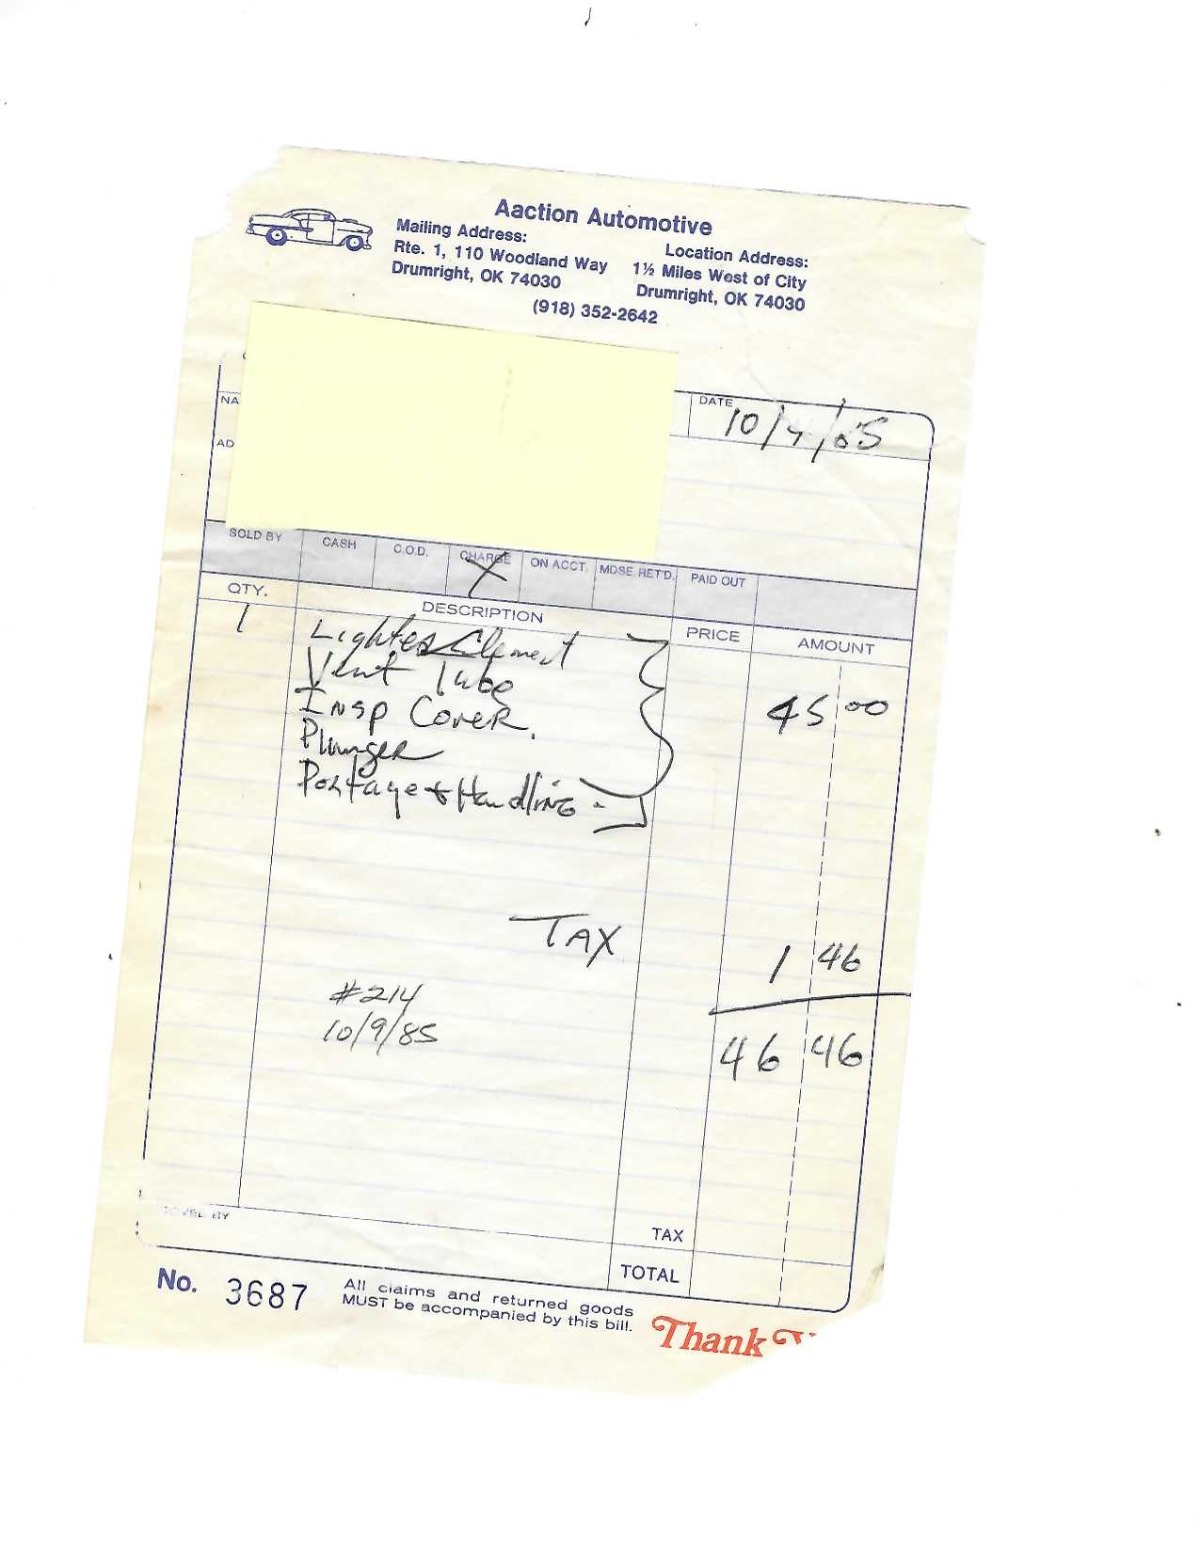 Aaction Automotive
Mailing Address:
Rte. 1, 110 Woodland Way
Drumright, OK 74030
Location Address:
1½ Miles West of City
Drumright, OK 74030
(918) 352-2642
NA
DATE
10/4/85
AD
SOLD BY CASH C.O.D. CHARGE ON ACCT. MDSE. RET'D. PAID OUT
X
QTY. DESCRIPTION PRICE AMOUNT
1 Lighter Element
Vent Tube
Insp Cover. 45 00
Plunger
Postage & Handling -
TAX 1 46
#214
10/9/85
46 46
BY
TAX
TOTAL
No. 3687
All claims and returned goods
MUST be accompanied by this bill.
Thank